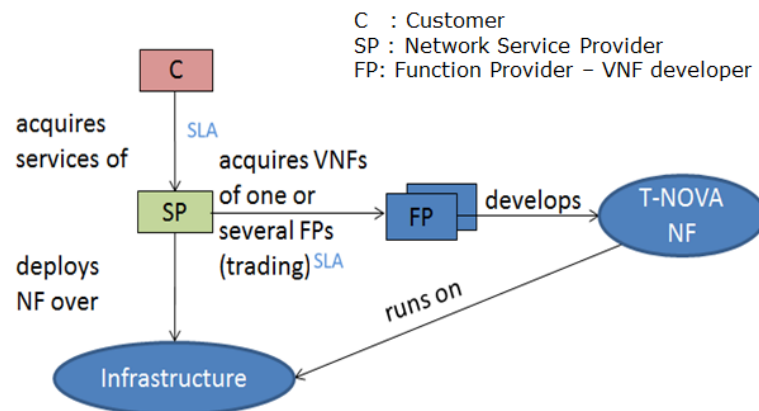 C : Customer
SP : Network Service Provider
FP: Function Provider – VNF developer
C
acquires
services of
SLA
SP
acquires VNFs
of one or
several FPs
(trading) SLA
FP
develops
T-NOVA
NF
deploys
NF over
runs on
Infrastructure